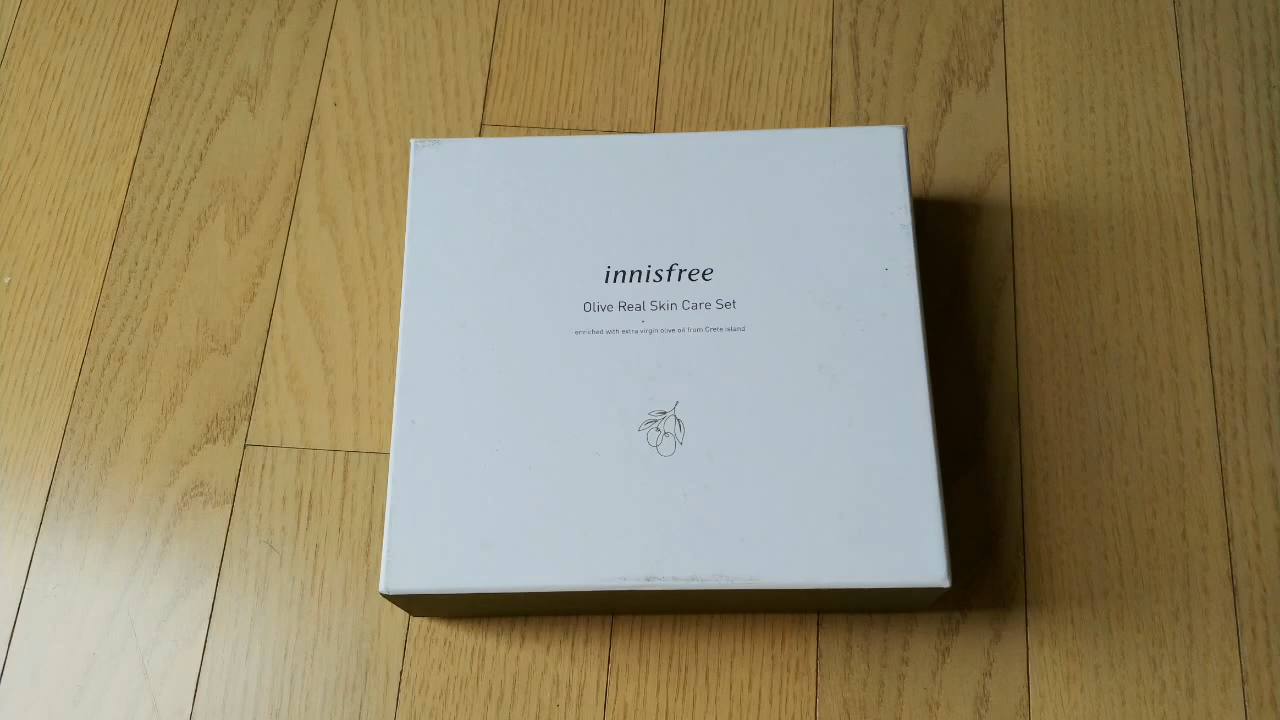 innisfree
Olive Real Skin Care Set
enriched with extra virgin olive oil from Crete island